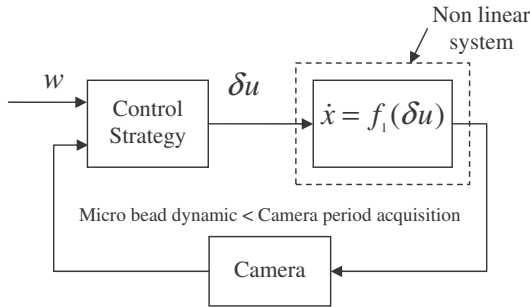 Non linear
system
w
Control
Strategy
δu
ẋ = f₁(δu)
Micro bead dynamic < Camera period acquisition
Camera